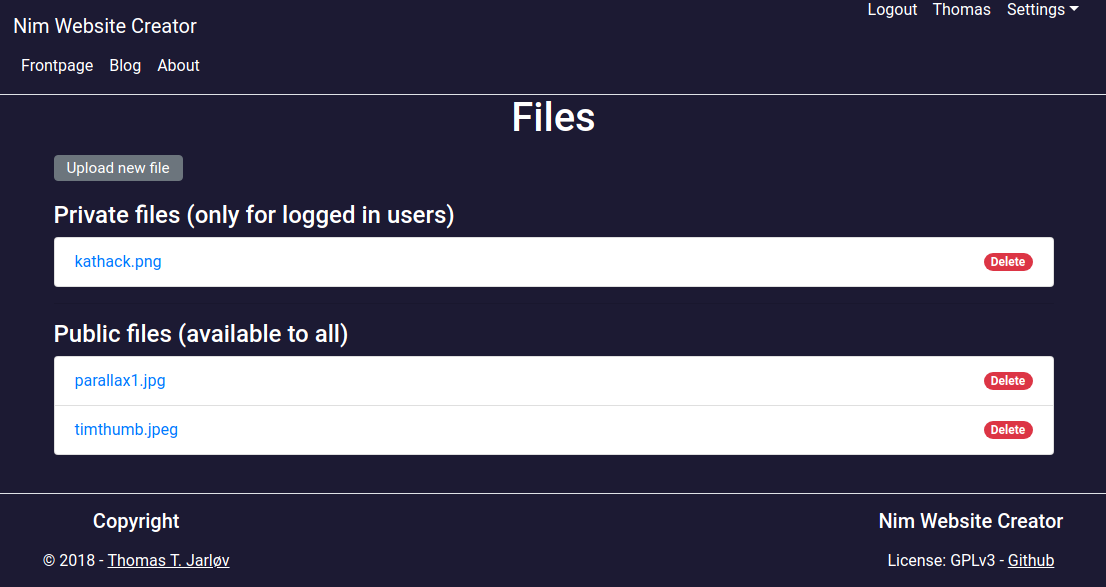 Nim Website Creator
Logout Thomas Settings
Frontpage Blog About
Files
Upload new file
Private files (only for logged in users)
kathack.png Delete
Public files (available to all)
parallax1.jpg Delete
timthumb.jpeg Delete
Copyright
© 2018 - Thomas T. Jarløv
Nim Website Creator
License: GPLv3 - Github